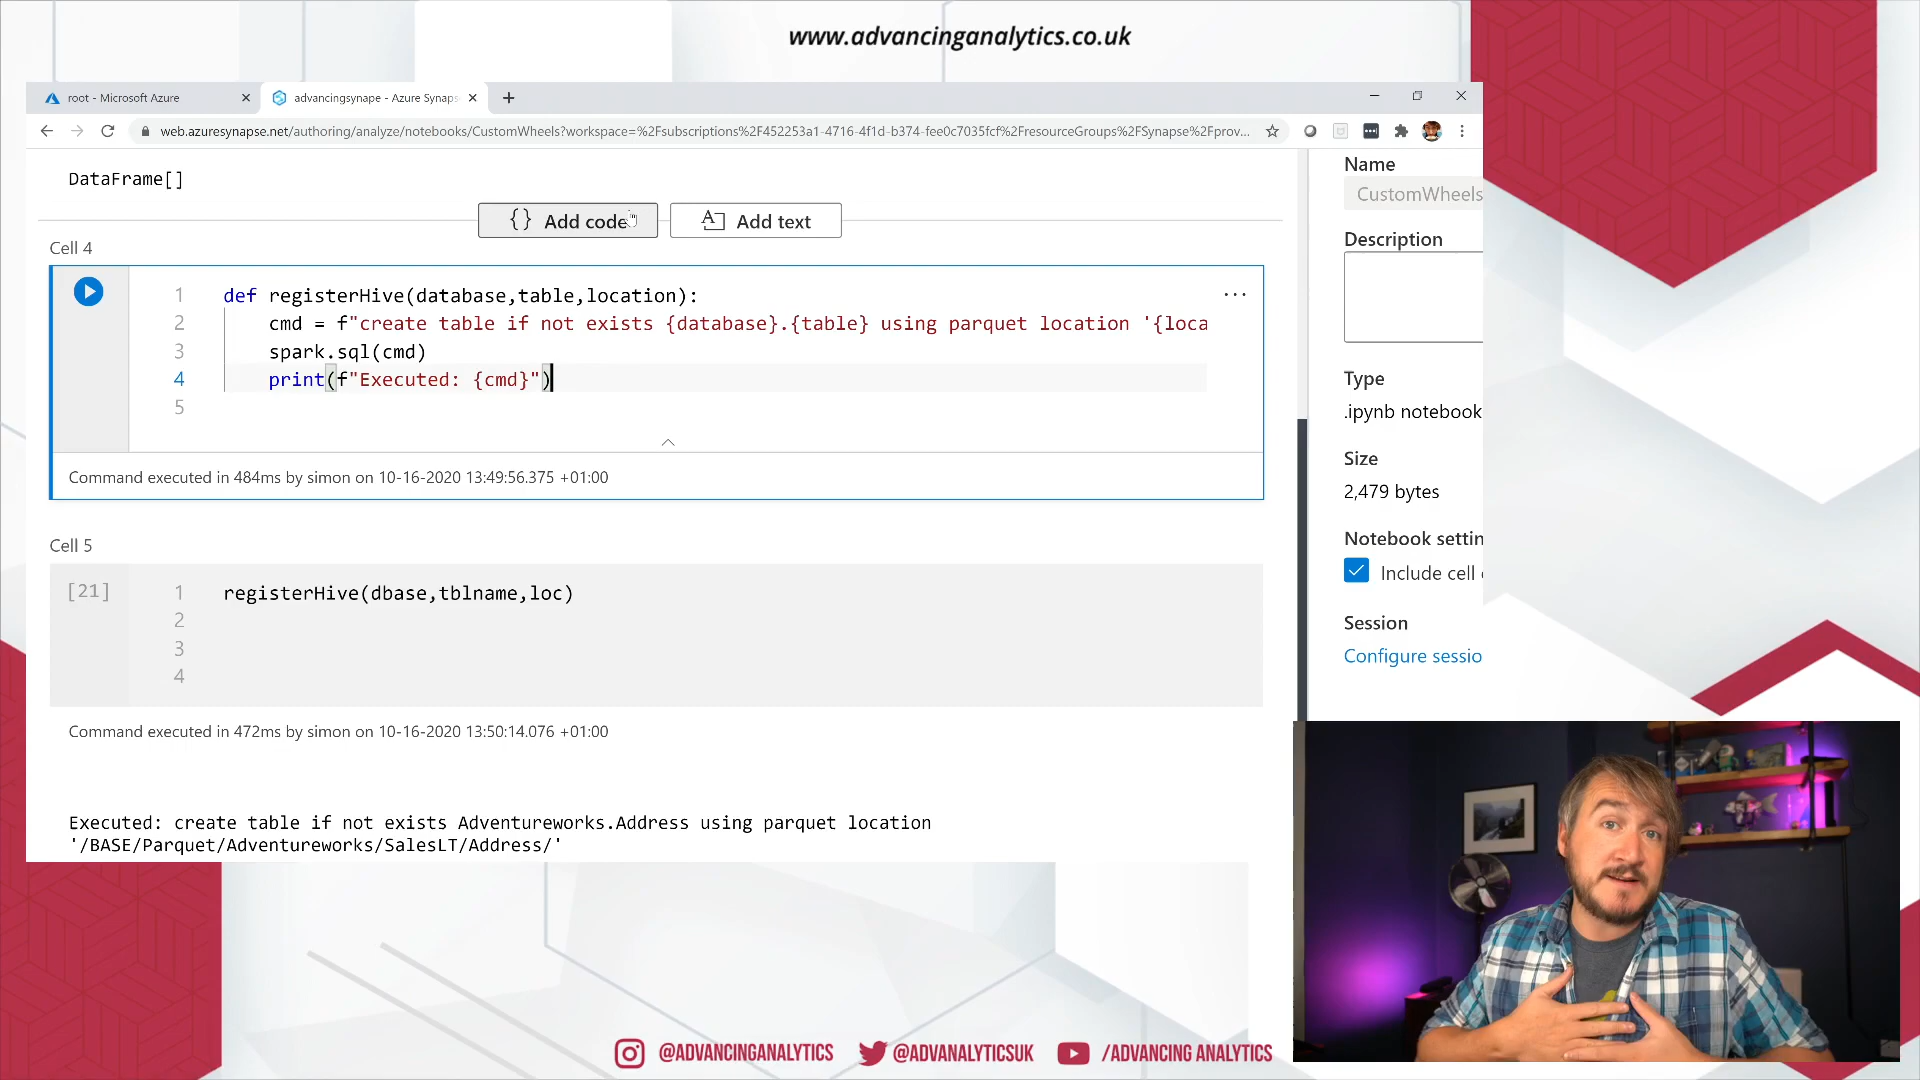 www.advancinganalytics.co.uk
root - Microsoft Azure
advancingsynape - Azure Synaps
web.azuresynapse.net/authoring/analyze/notebooks/CustomWheels?workspace=%2Fsubscriptions%2F452253a1-4716-4f1d-b374-fee0c7035fcf%2FresourceGroups%2FSynapse%2Fprov...
DataFrame[]
{} Add code
Add text
Cell 4
1 def registerHive(database,table,location):
2 cmd = f"create table if not exists {database}.{table} using parquet location '{loca
3 spark.sql(cmd)
4 print(f"Executed: {cmd}")
5
Command executed in 484ms by simon on 10-16-2020 13:49:56.375 +01:00
Cell 5
[21]
1 registerHive(dbase,tblname,loc)
2
3
4
Command executed in 472ms by simon on 10-16-2020 13:50:14.076 +01:00
Executed: create table if not exists Adventureworks.Address using parquet location
'/BASE/Parquet/Adventureworks/SalesLT/Address/'
Name
CustomWheels
Description
Type
.ipynb notebook
Size
2,479 bytes
Notebook settin
Include cell
Session
Configure sessio
@ADVANCINGANALYTICS
@ADVANALYTICSUK
/ADVANCING ANALYTICS